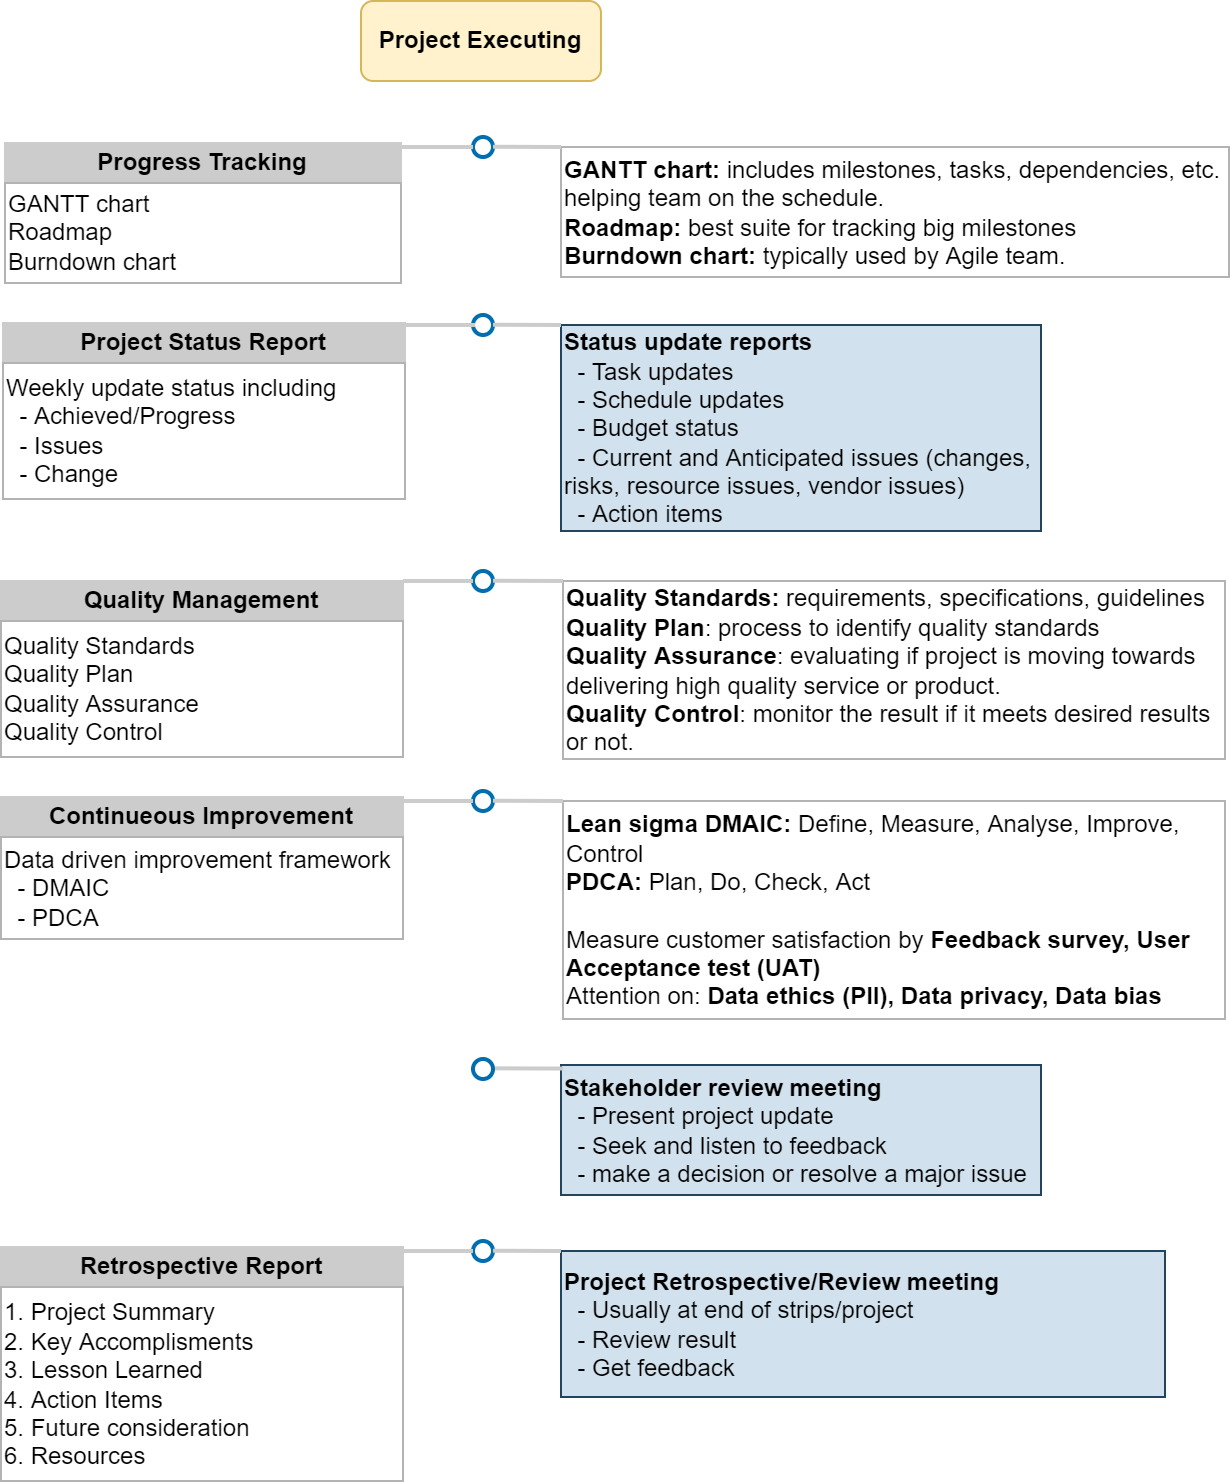 Project Executing
Progress Tracking
GANTT chart
Roadmap
Burndown chart
GANTT chart: includes milestones, tasks, dependencies, etc.
helping team on the schedule.
Roadmap: best suite for tracking big milestones
Burndown chart: typically used by Agile team.
Project Status Report
Weekly update status including
- Achieved/Progress
- Issues
- Change
Status update reports
- Task updates
- Schedule updates
- Budget status
- Current and Anticipated issues (changes,
risks, resource issues, vendor issues)
- Action items
Quality Management
Quality Standards
Quality Plan
Quality Assurance
Quality Control
Quality Standards: requirements, specifications, guidelines
Quality Plan: process to identify quality standards
Quality Assurance: evaluating if project is moving towards
delivering high quality service or product.
Quality Control: monitor the result if it meets desired results
or not.
Continueous Improvement
Data driven improvement framework
- DMAIC
- PDCA
Lean sigma DMAIC: Define, Measure, Analyse, Improve,
Control
PDCA: Plan, Do, Check, Act
Measure customer satisfaction by Feedback survey, User
Acceptance test (UAT)
Attention on: Data ethics (PII), Data privacy, Data bias
Stakeholder review meeting
- Present project update
- Seek and listen to feedback
- make a decision or resolve a major issue
Retrospective Report
1. Project Summary
2. Key Accomplisments
3. Lesson Learned
4. Action Items
5. Future consideration
6. Resources
Project Retrospective/Review meeting
- Usually at end of strips/project
- Review result
- Get feedback